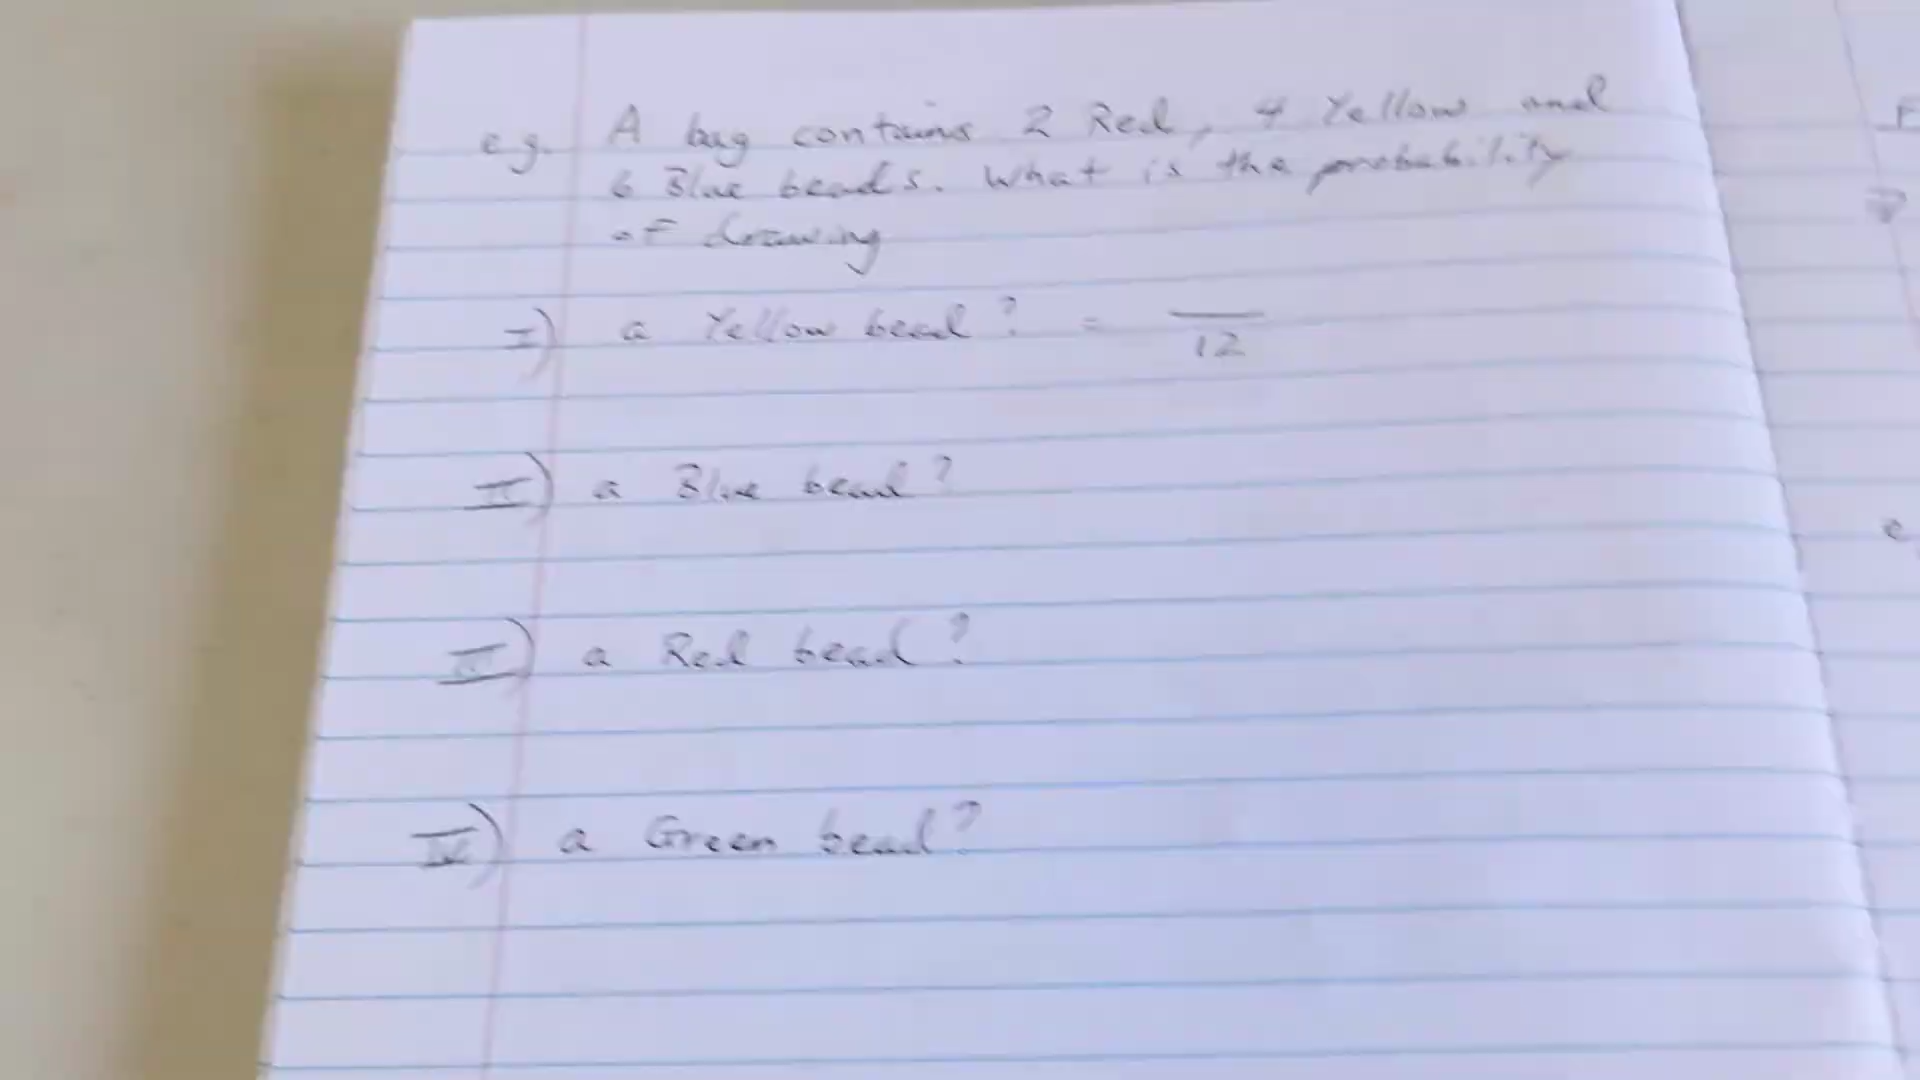 e.g. A bag contains 2 Red, 4 Yellow and
6 Blue beads. What is the probability
of drawing
I) a Yellow bead? = __/12
II) a Blue bead?
III) a Red bead?
IV) a Green bead?